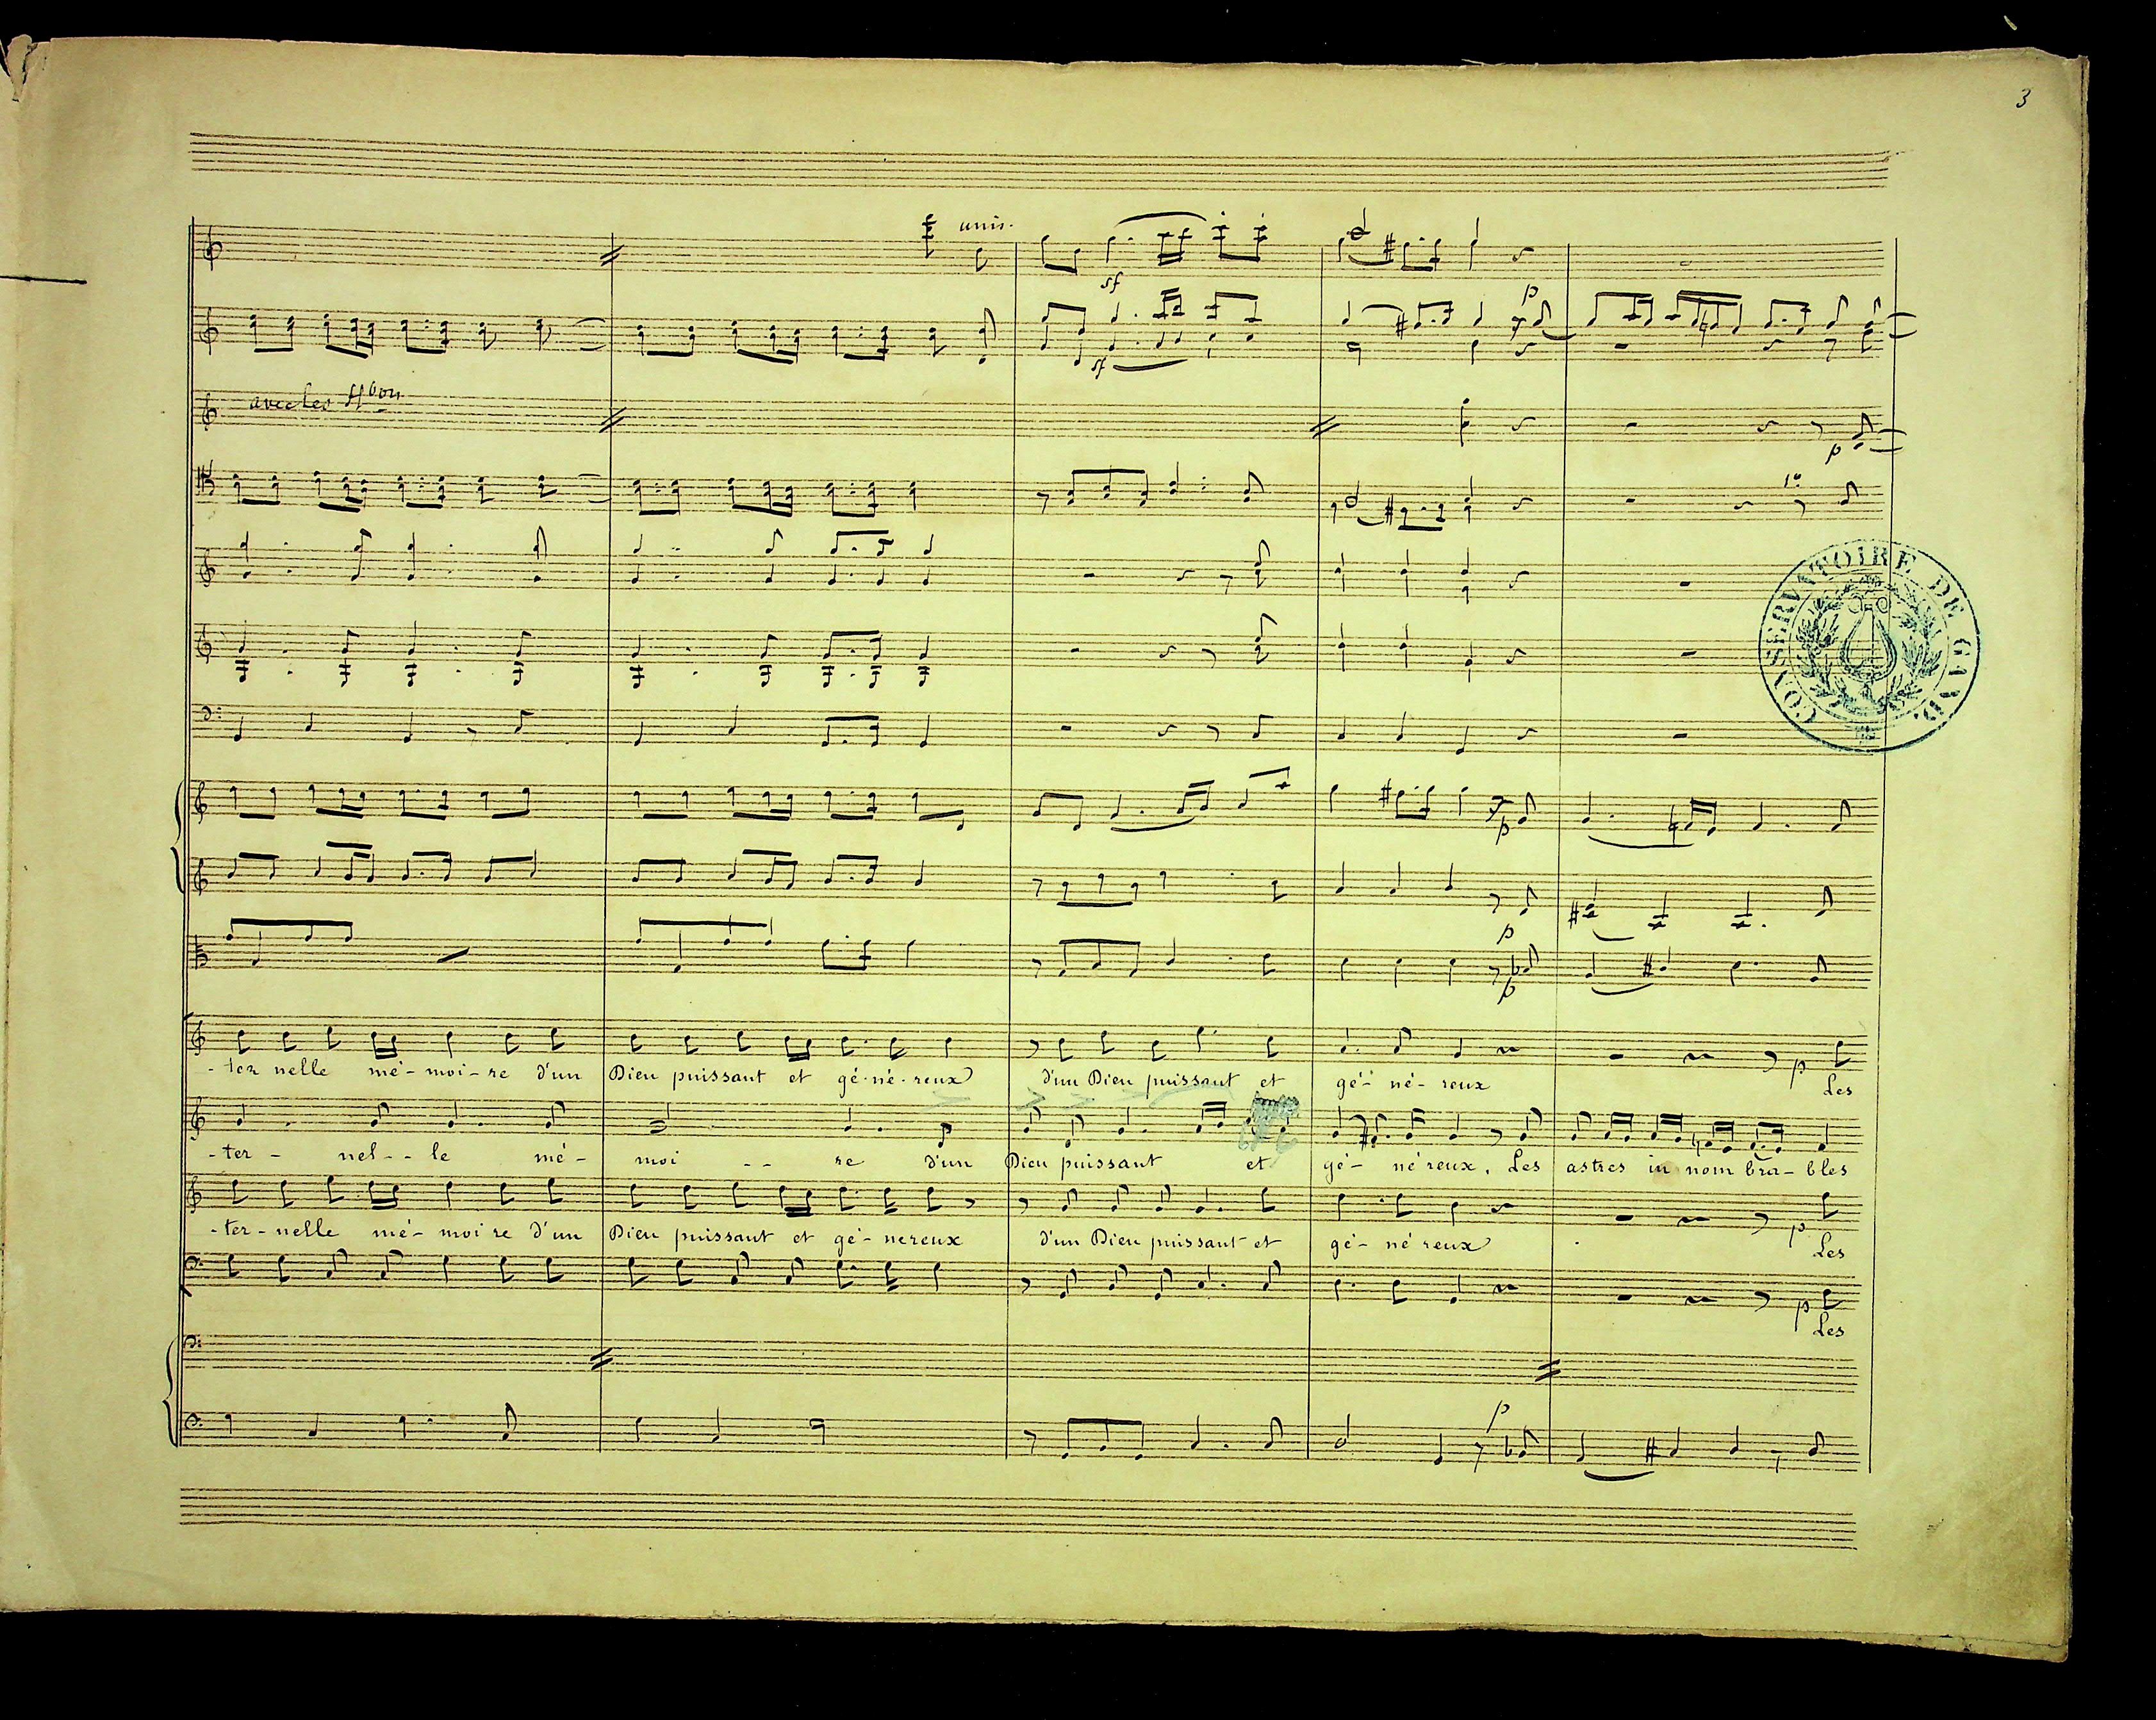 3
unis.
sf
p
sf
avec les
p
1º
CONSERVATOIRE DE GAND.
p
p
p
- ter nelle mé - moi - re d'un Dieu puissant et gé - né - reux d'un Dieu puissant et gé - né - reux p Les
- ter - nel - - le mé - moi - - re d'un Dieu puissant et gé - né reux. Les astres in nom bra - bles
- ter - nelle mé - moi re d'un Dieu puissant et gé - nereux d'un Dieu puissant et gé - né reux p Les
p Les
p